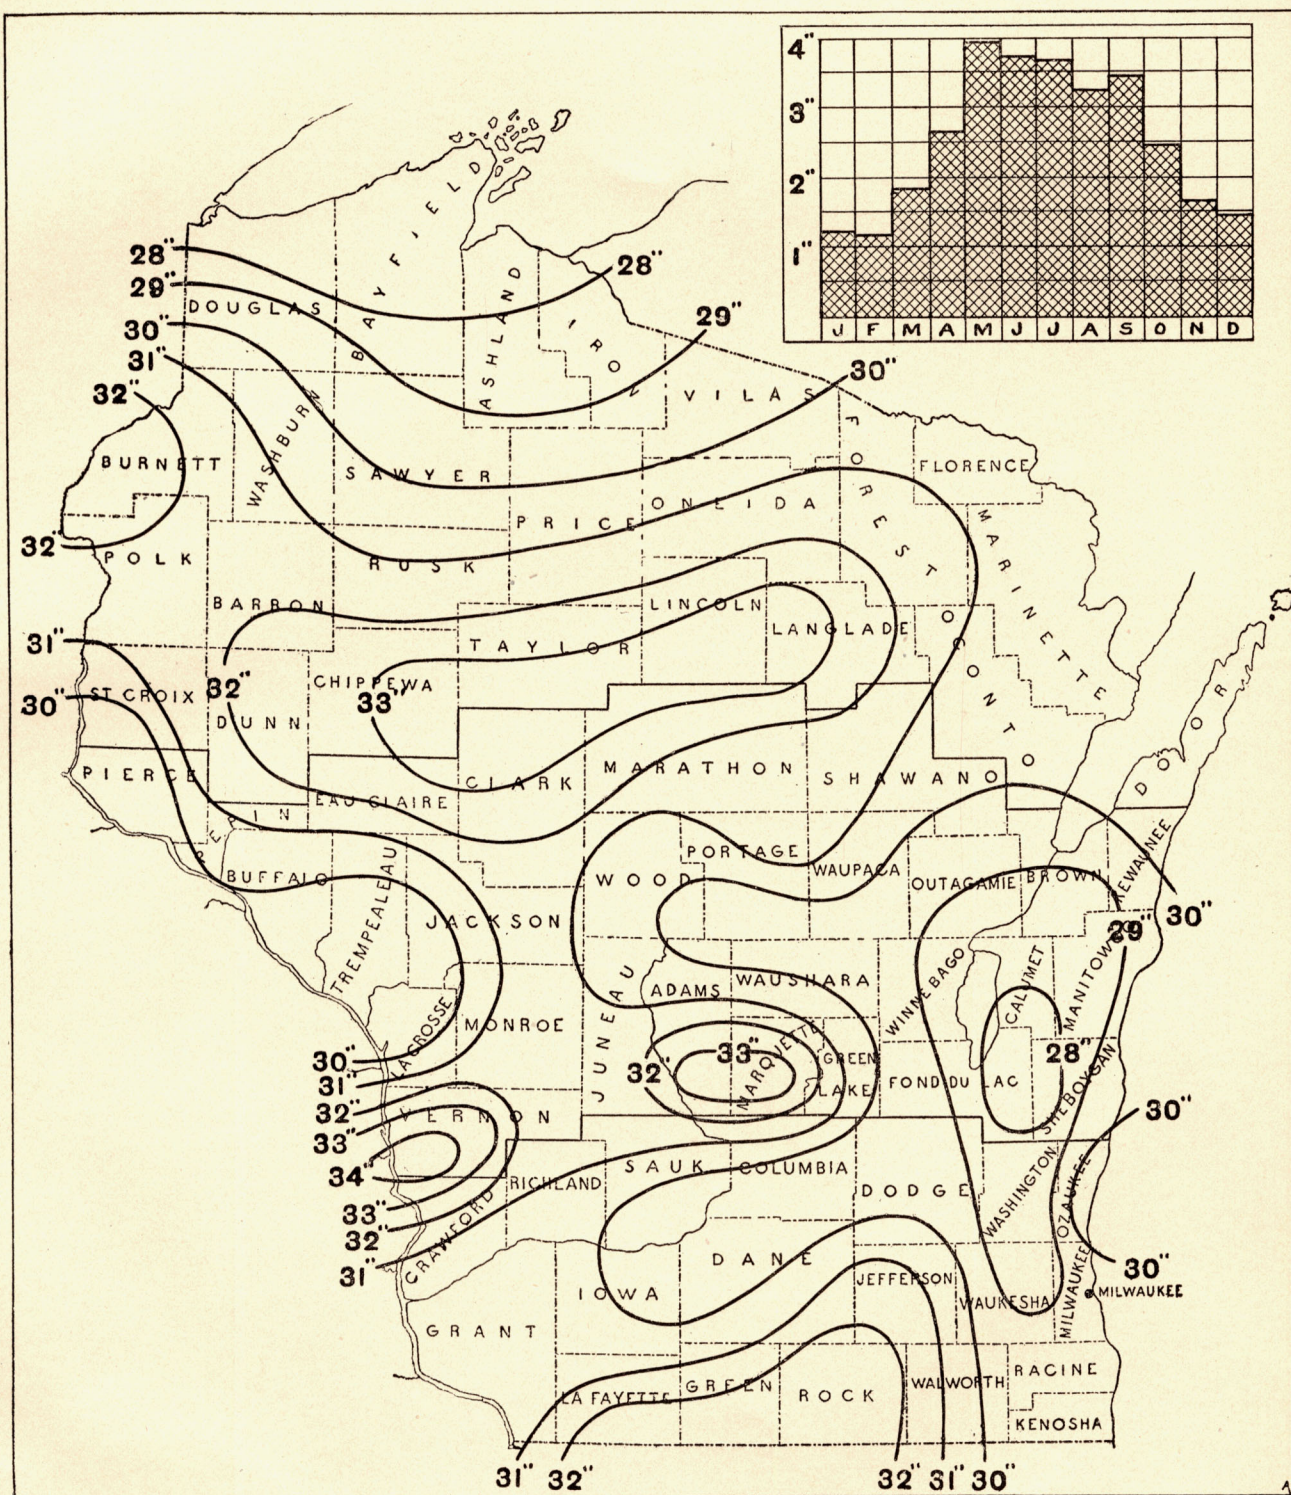 4"
3"
2"
1"
J F M A M J J A S O N D
BAYFIELD
28"
28"
29"
DOUGLAS
ASHLAND
IRON
29"
30"
31"
30"
VILAS
32"
WASHBURN
FOREST
BURNETT
SAWYER
FLORENCE
ONEIDA
PRICE
MARINETTE
32"
POLK
RUSK
BARRON
LINCOLN
LANGLADE
OCONTO
31"
TAYLOR
ST CROIX
32"
CHIPPEWA
33"
30"
DUNN
DOOR
PIERCE
CLARK
MARATHON
SHAWANO
EAU CLAIRE
PEPIN
PORTAGE
KEWAUNEE
BUFFALO
WOOD
WAUPACA
OUTAGAMIE
BROWN
30"
TREMPEALEAU
JACKSON
29"
JUNEAU
ADAMS
WAUSHARA
WINNEBAGO
CALUMET
MANITOWOC
LA CROSSE
MONROE
MARQUETTE
33"
32"
GREEN
LAKE
FOND DU LAC
28"
SHEBOYGAN
30"
31"
32"
VERNON
30"
33"
34"
RICHLAND
SAUK
COLUMBIA
DODGE
WASHINGTON
OZAUKEE
33"
32"
31"
CRAWFORD
DANE
JEFFERSON
30"
IOWA
WAUKESHA
MILWAUKEE
MILWAUKEE
GRANT
LA FAYETTE
GREEN
ROCK
WALWORTH
RACINE
KENOSHA
31" 32"
32" 31" 30"